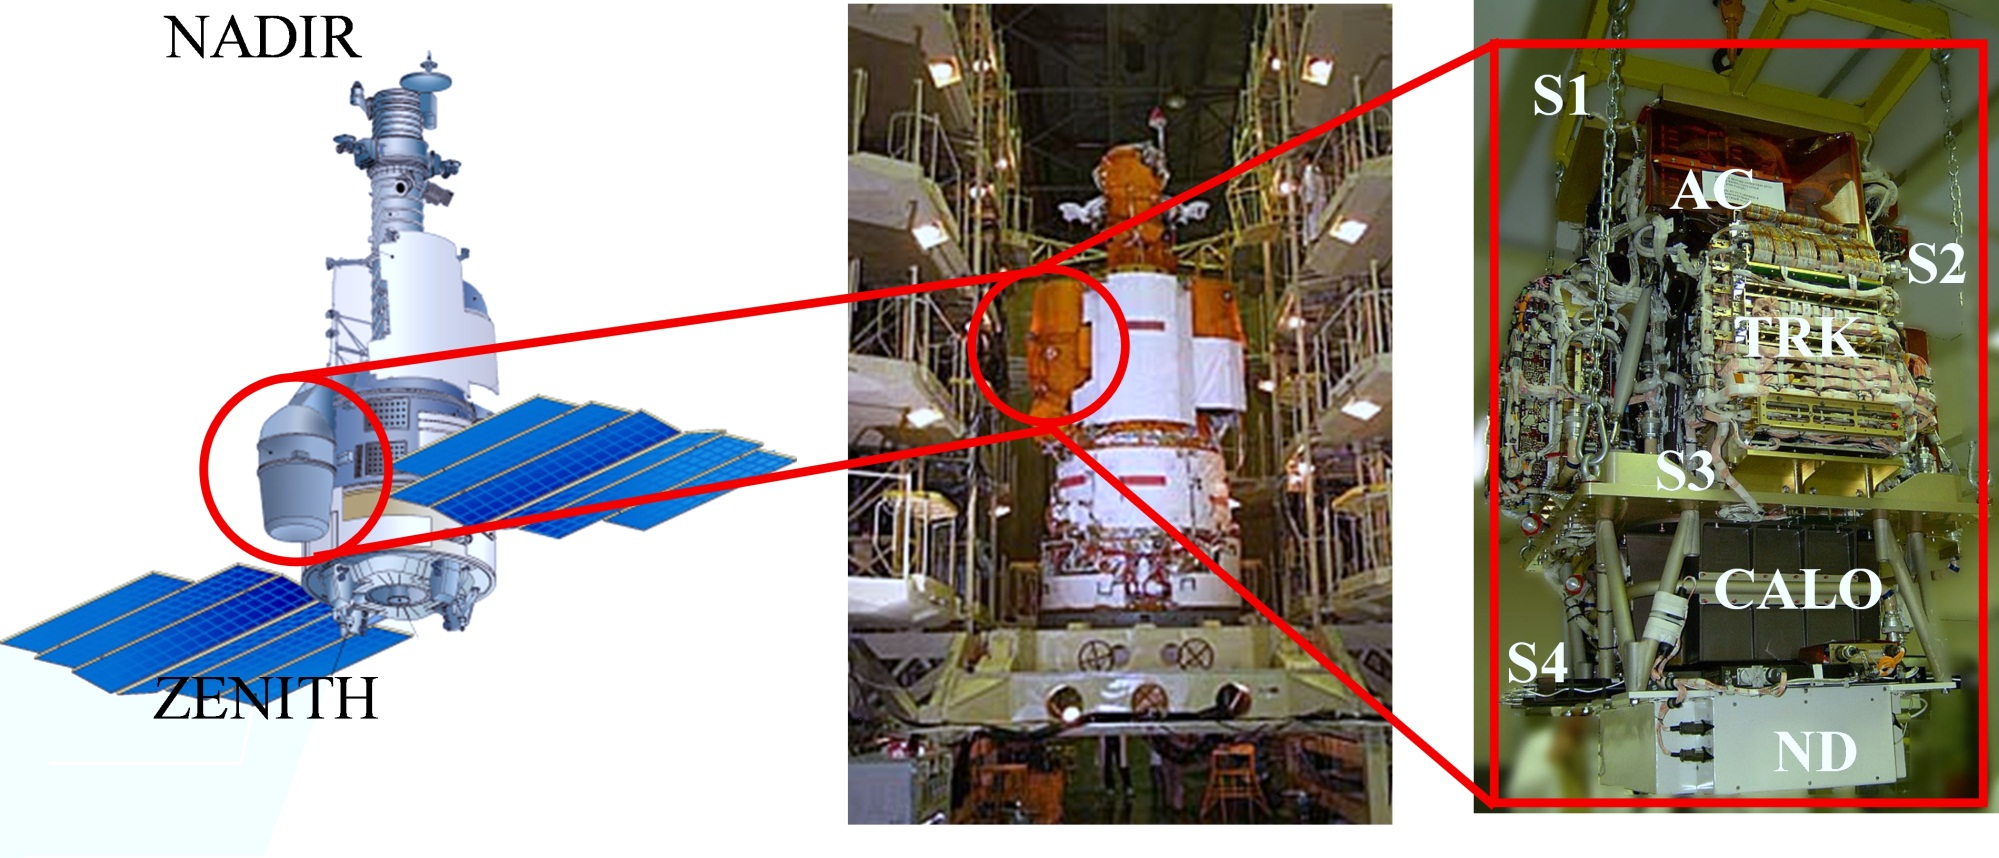 NADIR
ZENITH
S1
AC
S2
TRK
S3
CALO
S4
ND